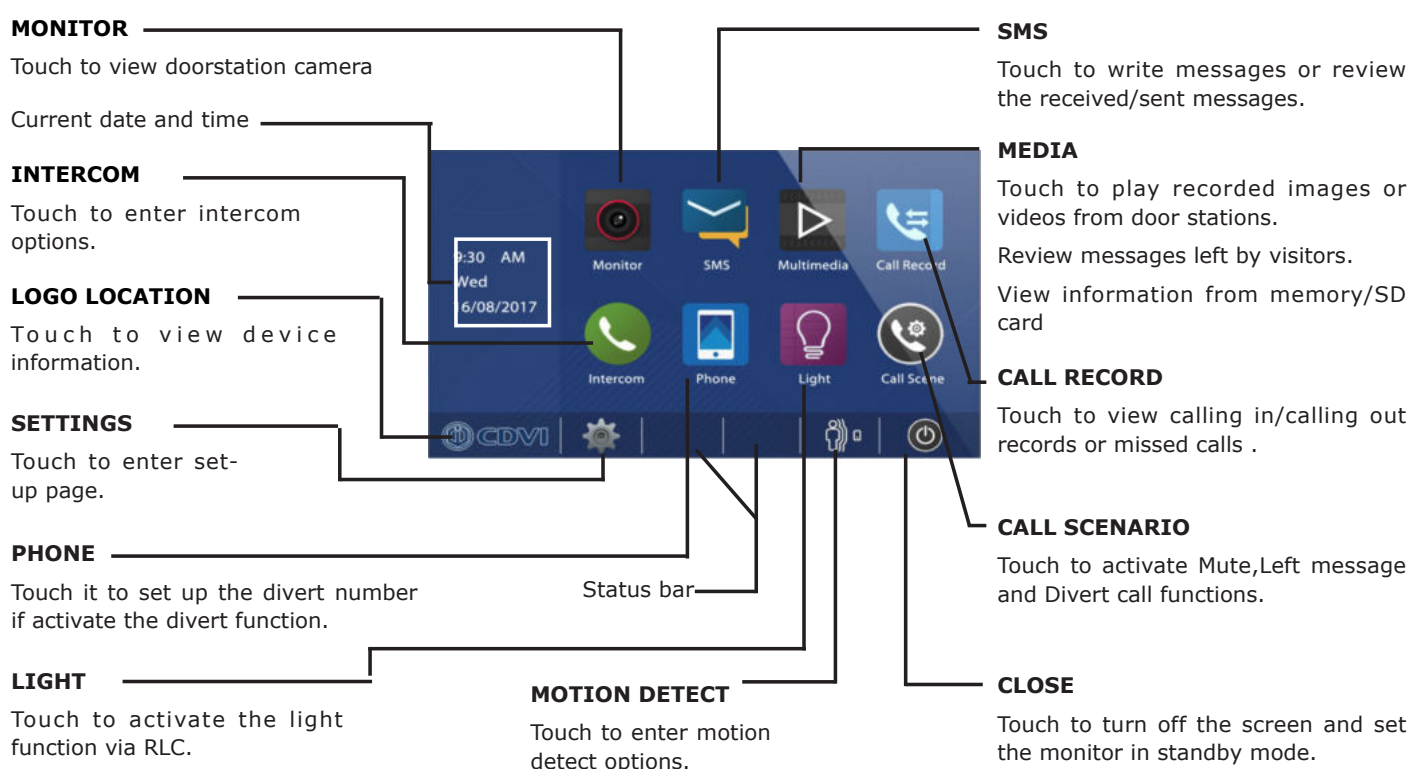 MONITOR
Touch to view doorstation camera
Current date and time
INTERCOM
Touch to enter intercom
options.
LOGO LOCATION
Touch to view device
information.
SETTINGS
Touch to enter set-
up page.
PHONE
Touch it to set up the divert number
if activate the divert function.
LIGHT
Touch to activate the light
function via RLC.
9:30 AM
Wed
16/08/2017
Monitor
SMS
Multimedia
Call Record
Intercom
Phone
Light
Call Scene
CDVI
Status bar
MOTION DETECT
Touch to enter motion
detect options.
SMS
Touch to write messages or review
the received/sent messages.
MEDIA
Touch to play recorded images or
videos from door stations.
Review messages left by visitors.
View information from memory/SD
card
CALL RECORD
Touch to view calling in/calling out
records or missed calls .
CALL SCENARIO
Touch to activate Mute,Left message
and Divert call functions.
CLOSE
Touch to turn off the screen and set
the monitor in standby mode.